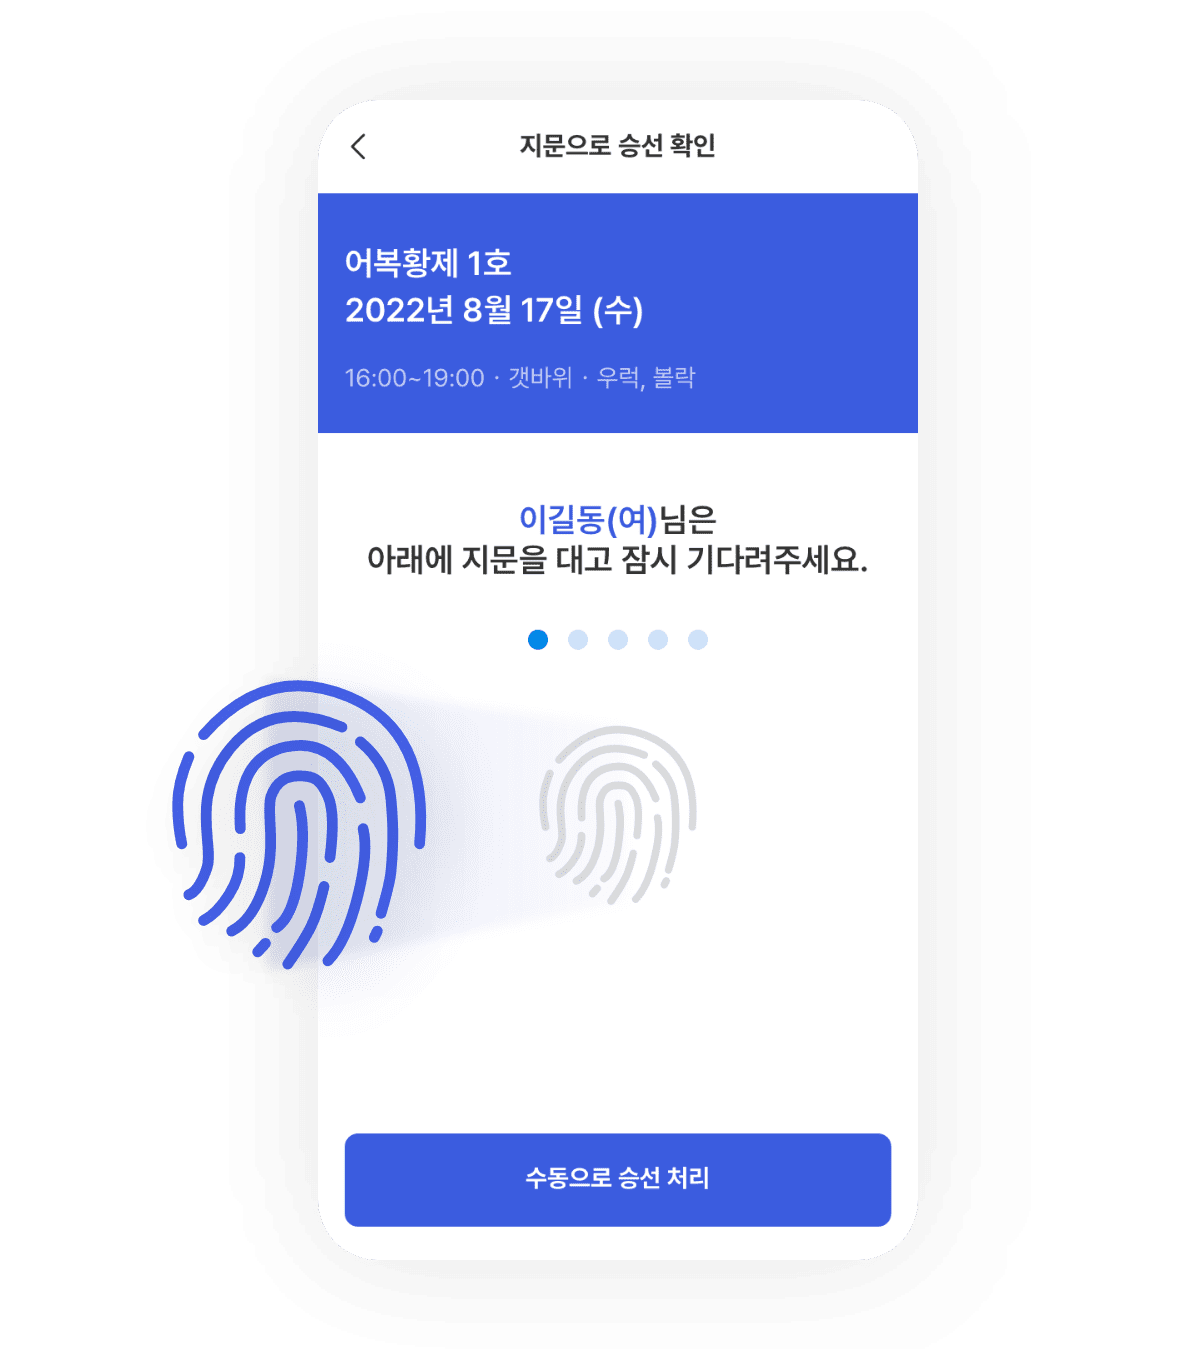 지문으로 승선 확인
어복황제 1호
2022년 8월 17일 (수)
16:00~19:00 · 갯바위 · 우럭, 볼락
이길동(여)님은
아래에 지문을 대고 잠시 기다려주세요.
수동으로 승선 처리